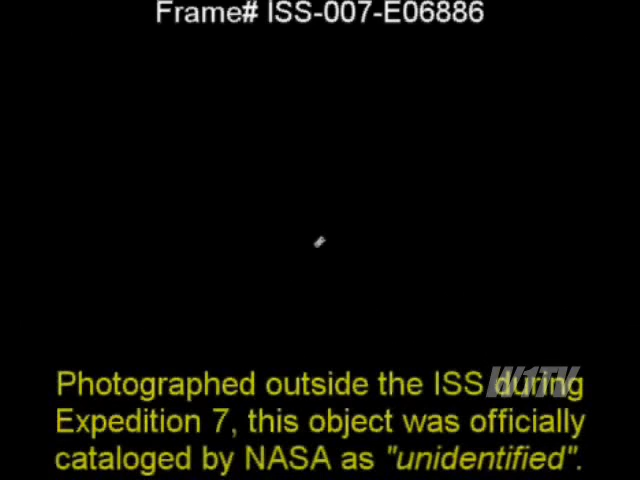 Frame# ISS-007-E06886
Photographed outside the ISS during
Expedition 7, this object was officially
cataloged by NASA as "unidentified".
W1TV